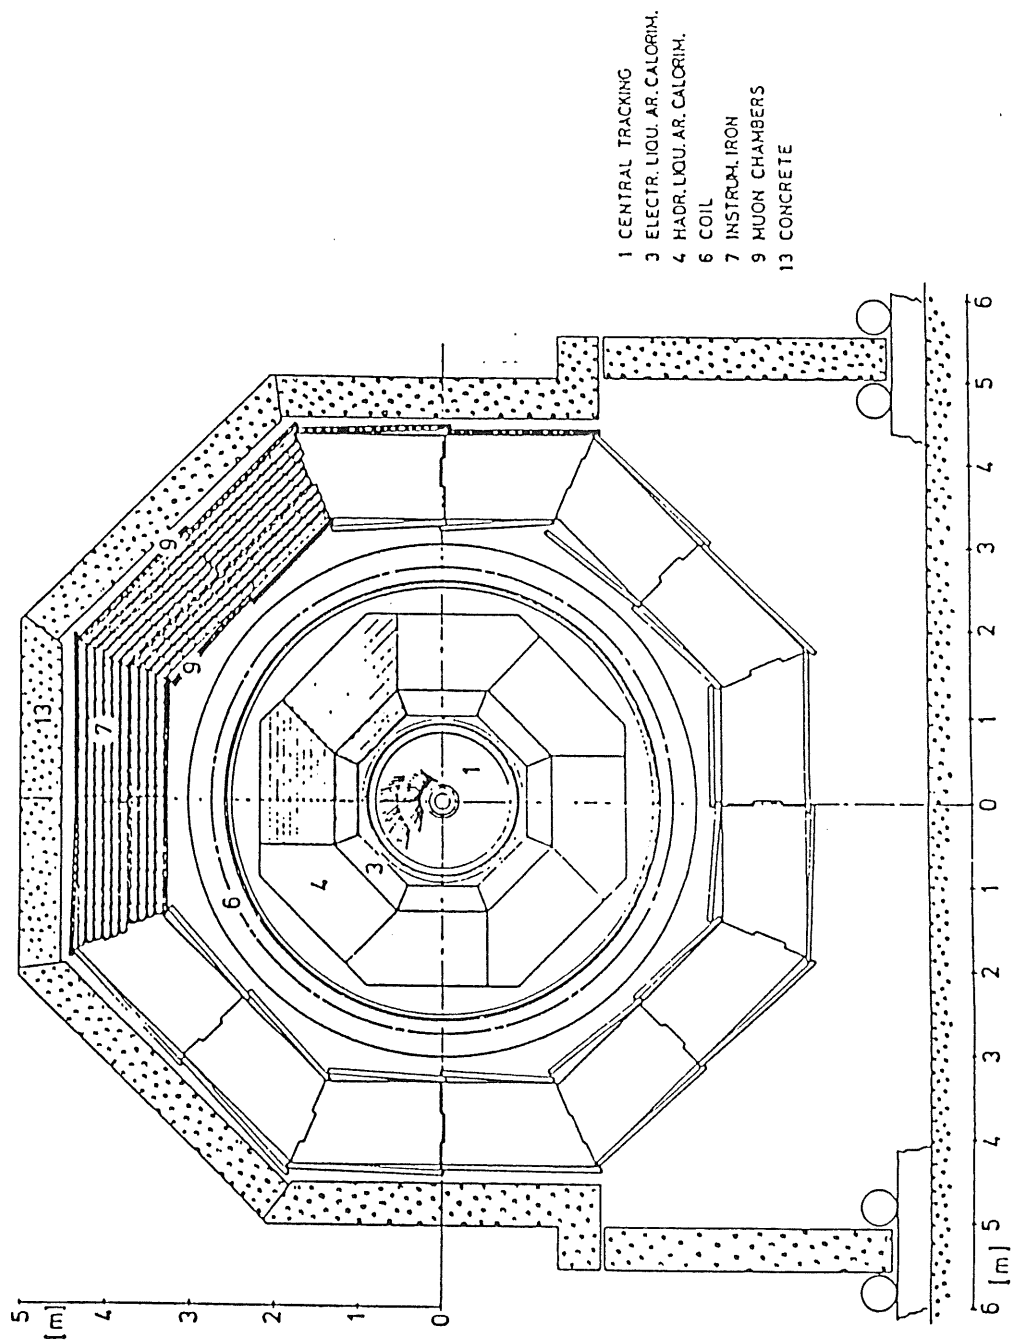 1 CENTRAL TRACKING
3 ELECTR. LIQU. AR. CALORIM.
4 HADR. LIQU. AR. CALORIM.
6 COIL
7 INSTRUM. IRON
9 MUON CHAMBERS
13 CONCRETE
13
7
9
9
6
4
3
1
5
[m]
4
3
2
1
0
6 [m]
5
4
3
2
1
0
1
2
3
4
5
6